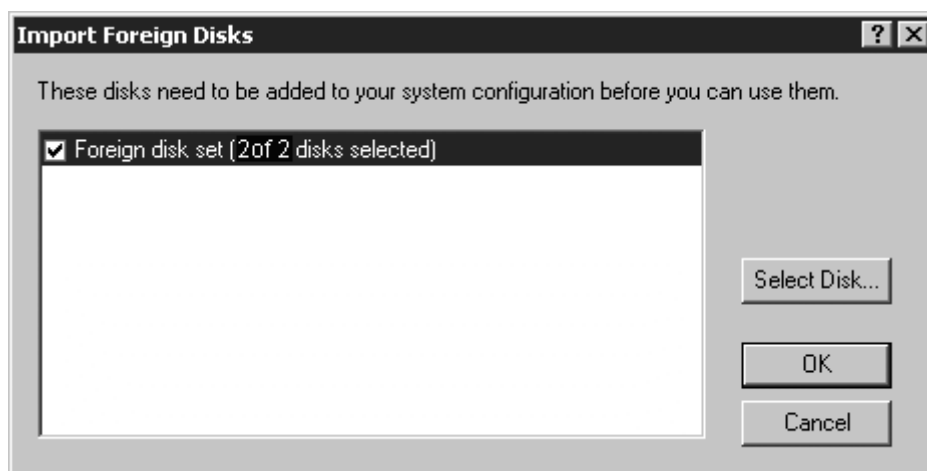 Import Foreign Disks
These disks need to be added to your system configuration before you can use them.
Foreign disk set (2of 2 disks selected)
Select Disk...
OK
Cancel